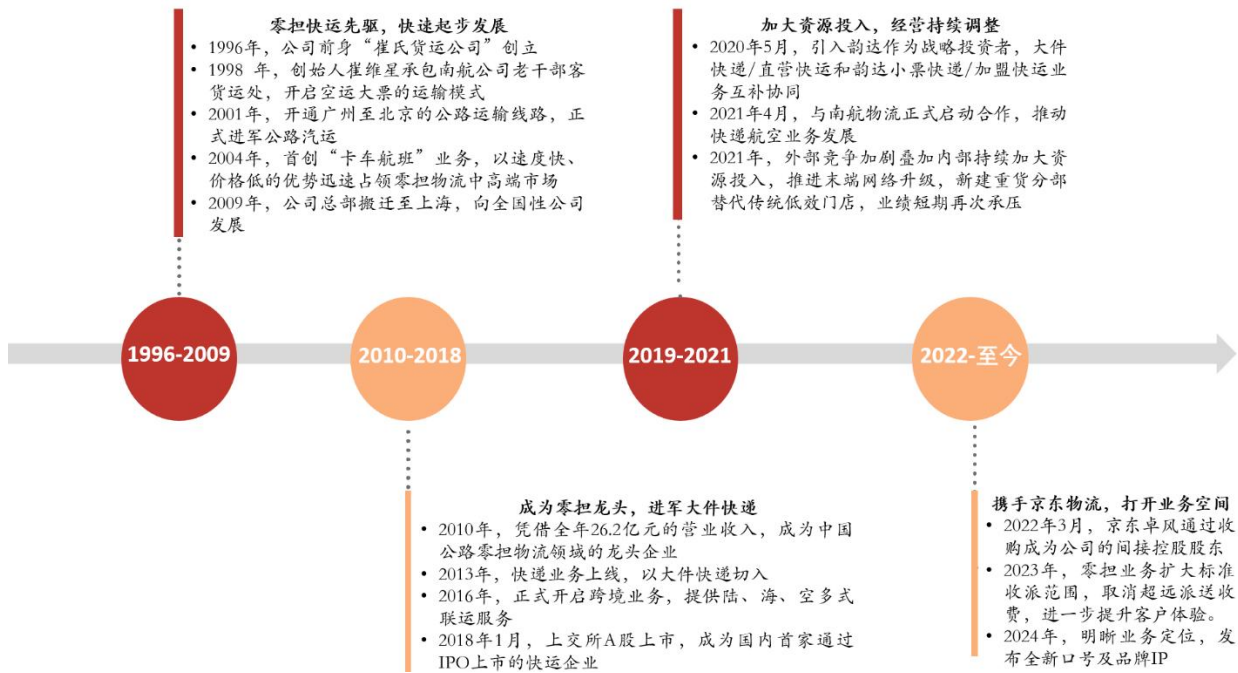 零担快运先驱，快速起步发展
• 1996年，公司前身“崔氏货运公司”创立
• 1998 年，创始人崔维星承包南航公司老干部客
货运处，开启空运大票的运输模式
• 2001年，开通广州至北京的公路运输线路，正
式进军公路汽运
• 2004年，首创“卡车航班”业务，以速度快、
价格低的优势迅速占领零担物流中高端市场
• 2009年，公司总部搬迁至上海，向全国性公司
发展
加大资源投入，经营持续调整
• 2020年5月，引入韵达作为战略投资者，大件
快递/直营快运和韵达小票快递/加盟快运业
务互补协同
• 2021年4月，与南航物流正式启动合作，推动
快递航空业务发展
• 2021年，外部竞争加剧叠加内部持续加大资
源投入，推进末端网络升级，新建重货分部
替代传统低效门店，业绩短期再次承压
1996-2009
2010-2018
2019-2021
2022-至今
成为零担龙头，进军大件快递
• 2010年，凭借全年26.2亿元的营业收入，成为中国
公路零担物流领域的龙头企业
• 2013年，快递业务上线，以大件快递切入
• 2016年，正式开启跨境业务，提供陆、海、空多式
联运服务
• 2018年1月，上交所A股上市，成为国内首家通过
IPO上市的快运企业
携手京东物流，打开业务空间
• 2022年3月，京东卓风通过收
购成为公司的间接控股股东
• 2023年，零担业务扩大标准
收派范围，取消超远派送收
费，进一步提升客户体验。
• 2024年，明晰业务定位，发
布全新口号及品牌IP